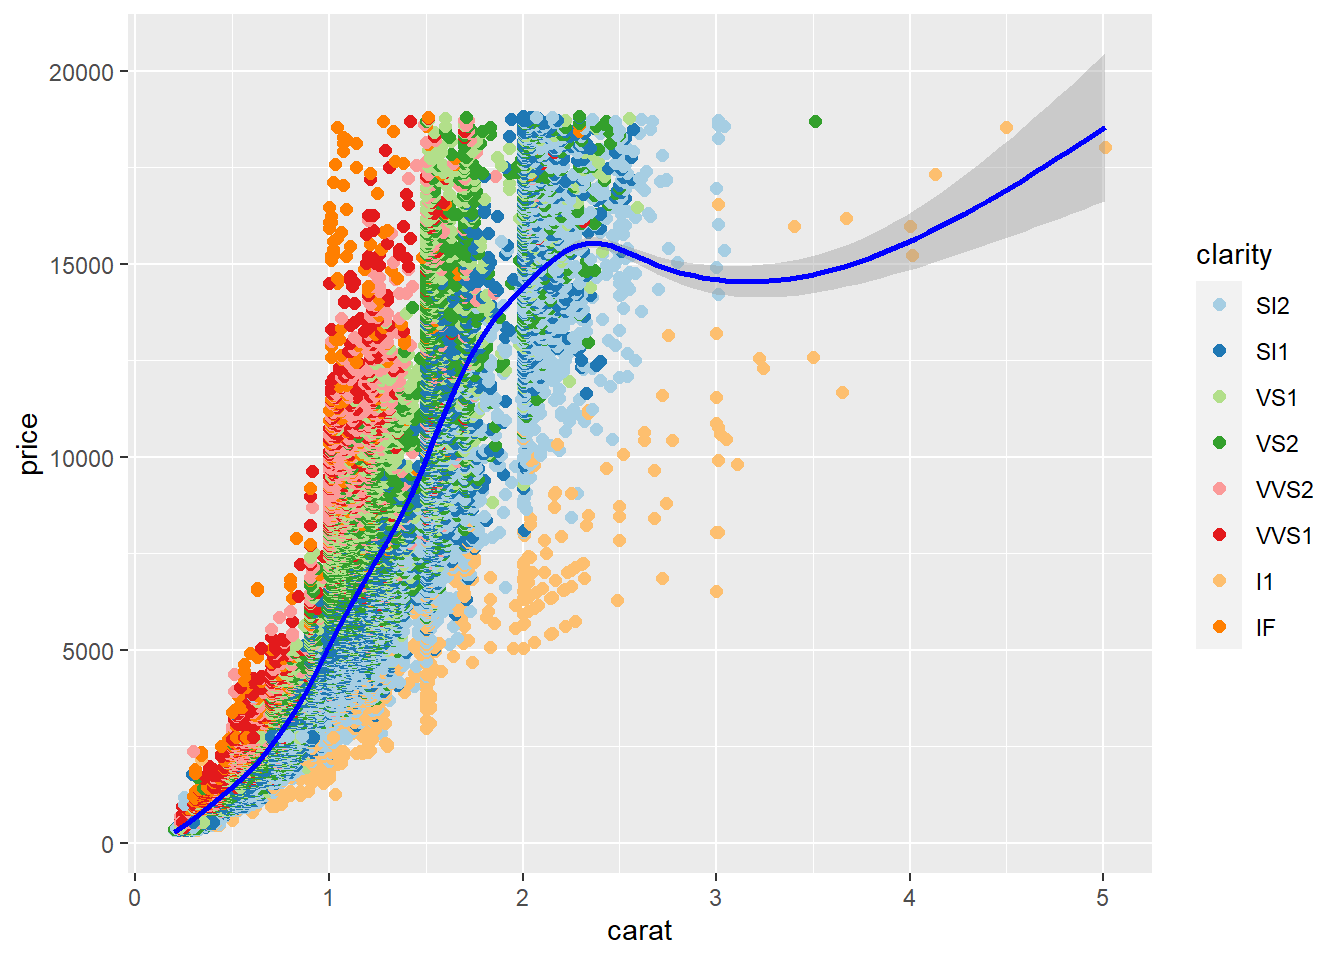 20000
15000
10000
5000
0
price
0 1 2 3 4 5
carat
clarity
SI2
SI1
VS1
VS2
VVS2
VVS1
I1
IF